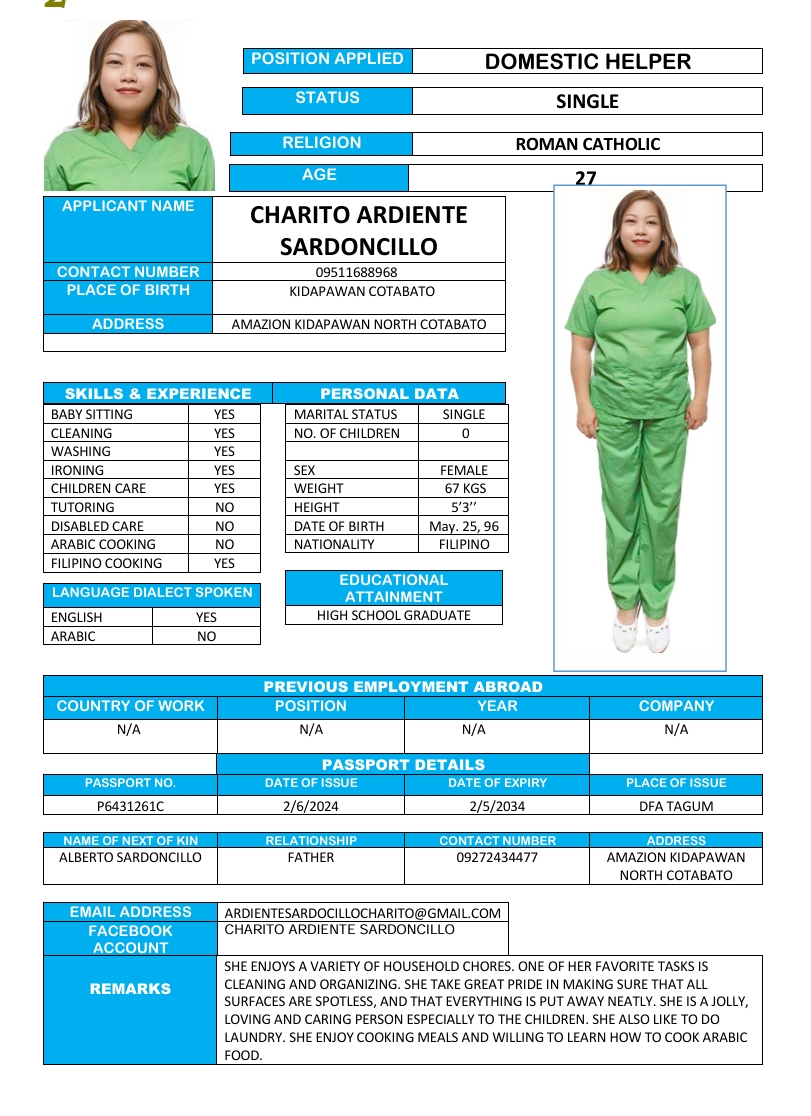 POSITION APPLIED DOMESTIC HELPER
STATUS SINGLE
RELIGION ROMAN CATHOLIC
AGE 27
APPLICANT NAME CHARITO ARDIENTE
SARDONCILLO
CONTACT NUMBER 09511688968
PLACE OF BIRTH KIDAPAWAN COTABATO
ADDRESS AMAZION KIDAPAWAN NORTH COTABATO
SKILLS & EXPERIENCE
BABY SITTING YES
CLEANING YES
WASHING YES
IRONING YES
CHILDREN CARE YES
TUTORING NO
DISABLED CARE NO
ARABIC COOKING NO
FILIPINO COOKING YES
LANGUAGE DIALECT SPOKEN
ENGLISH YES
ARABIC NO
PERSONAL DATA
MARITAL STATUS SINGLE
NO. OF CHILDREN 0
SEX FEMALE
WEIGHT 67 KGS
HEIGHT 5’3’’
DATE OF BIRTH May. 25, 96
NATIONALITY FILIPINO
EDUCATIONAL
ATTAINMENT
HIGH SCHOOL GRADUATE
PREVIOUS EMPLOYMENT ABROAD
COUNTRY OF WORK POSITION YEAR COMPANY
N/A N/A N/A N/A
PASSPORT DETAILS
PASSPORT NO. DATE OF ISSUE DATE OF EXPIRY PLACE OF ISSUE
P6431261C 2/6/2024 2/5/2034 DFA TAGUM
NAME OF NEXT OF KIN RELATIONSHIP CONTACT NUMBER ADDRESS
ALBERTO SARDONCILLO FATHER 09272434477 AMAZION KIDAPAWAN
NORTH COTABATO
EMAIL ADDRESS ARDIENTESARDOCILLOCHARITO@GMAIL.COM
FACEBOOK
ACCOUNT
CHARITO ARDIENTE SARDONCILLO
REMARKS
SHE ENJOYS A VARIETY OF HOUSEHOLD CHORES. ONE OF HER FAVORITE TASKS IS
CLEANING AND ORGANIZING. SHE TAKE GREAT PRIDE IN MAKING SURE THAT ALL
SURFACES ARE SPOTLESS, AND THAT EVERYTHING IS PUT AWAY NEATLY. SHE IS A JOLLY,
LOVING AND CARING PERSON ESPECIALLY TO THE CHILDREN. SHE ALSO LIKE TO DO
LAUNDRY. SHE ENJOY COOKING MEALS AND WILLING TO LEARN HOW TO COOK ARABIC
FOOD.